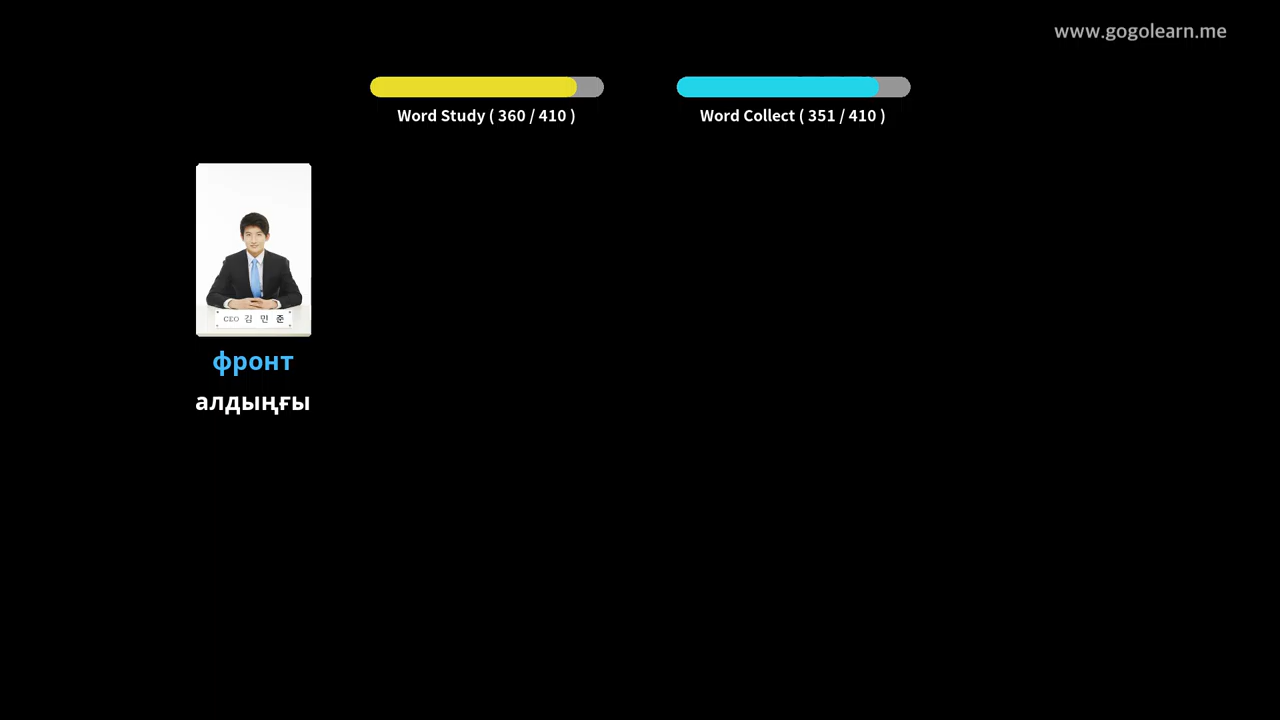 www.gogolearn.me
Word Study ( 360 / 410 )
Word Collect ( 351 / 410 )
CEO 김 민 준
фронт
алдыңғы